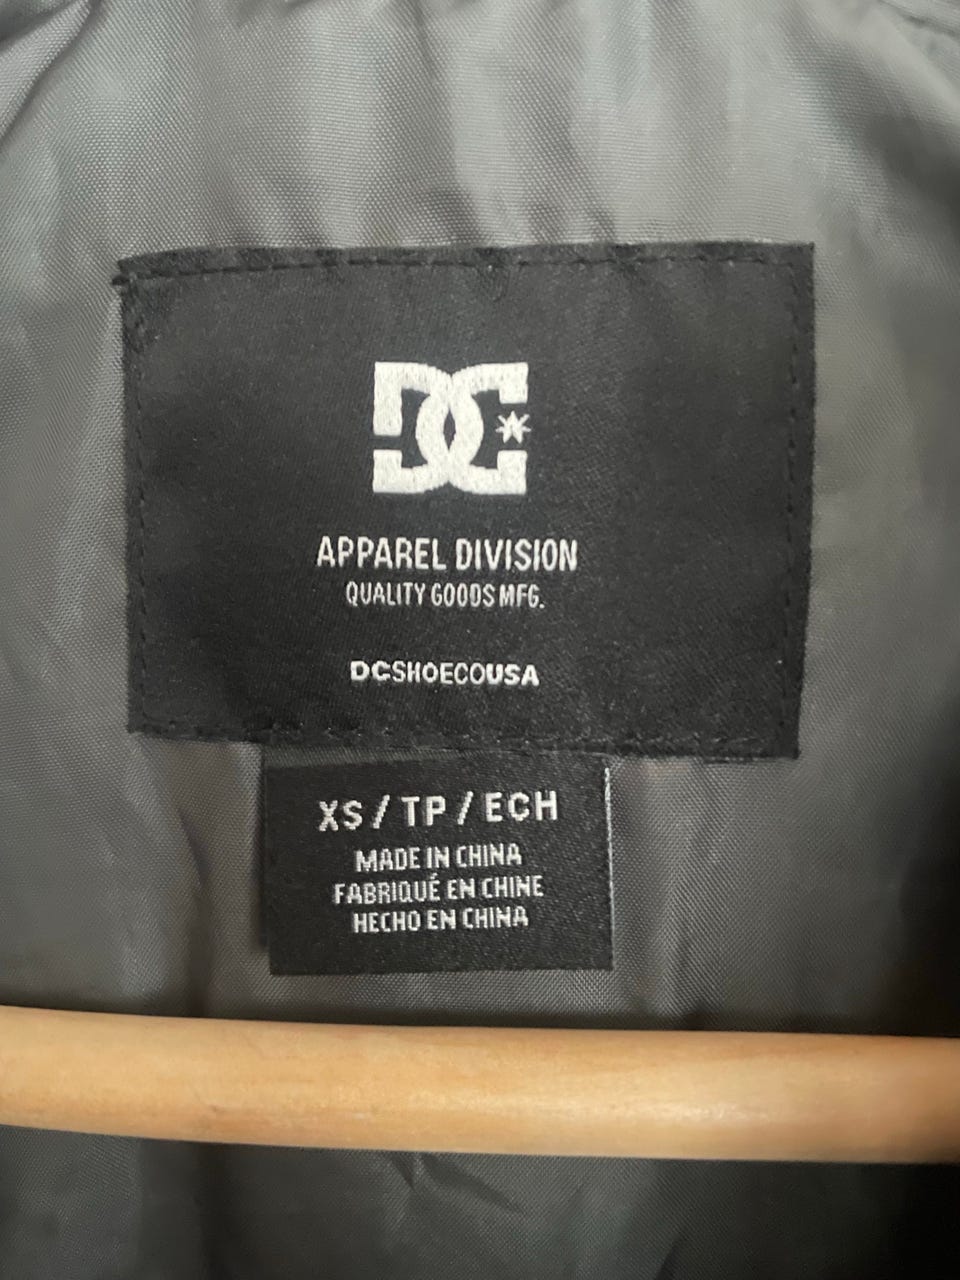 DC
APPAREL DIVISION
QUALITY GOODS MFG.
DCSHOECOUSA
XS / TP / ECH
MADE IN CHINA
FABRIQUÉ EN CHINE
HECHO EN CHINA